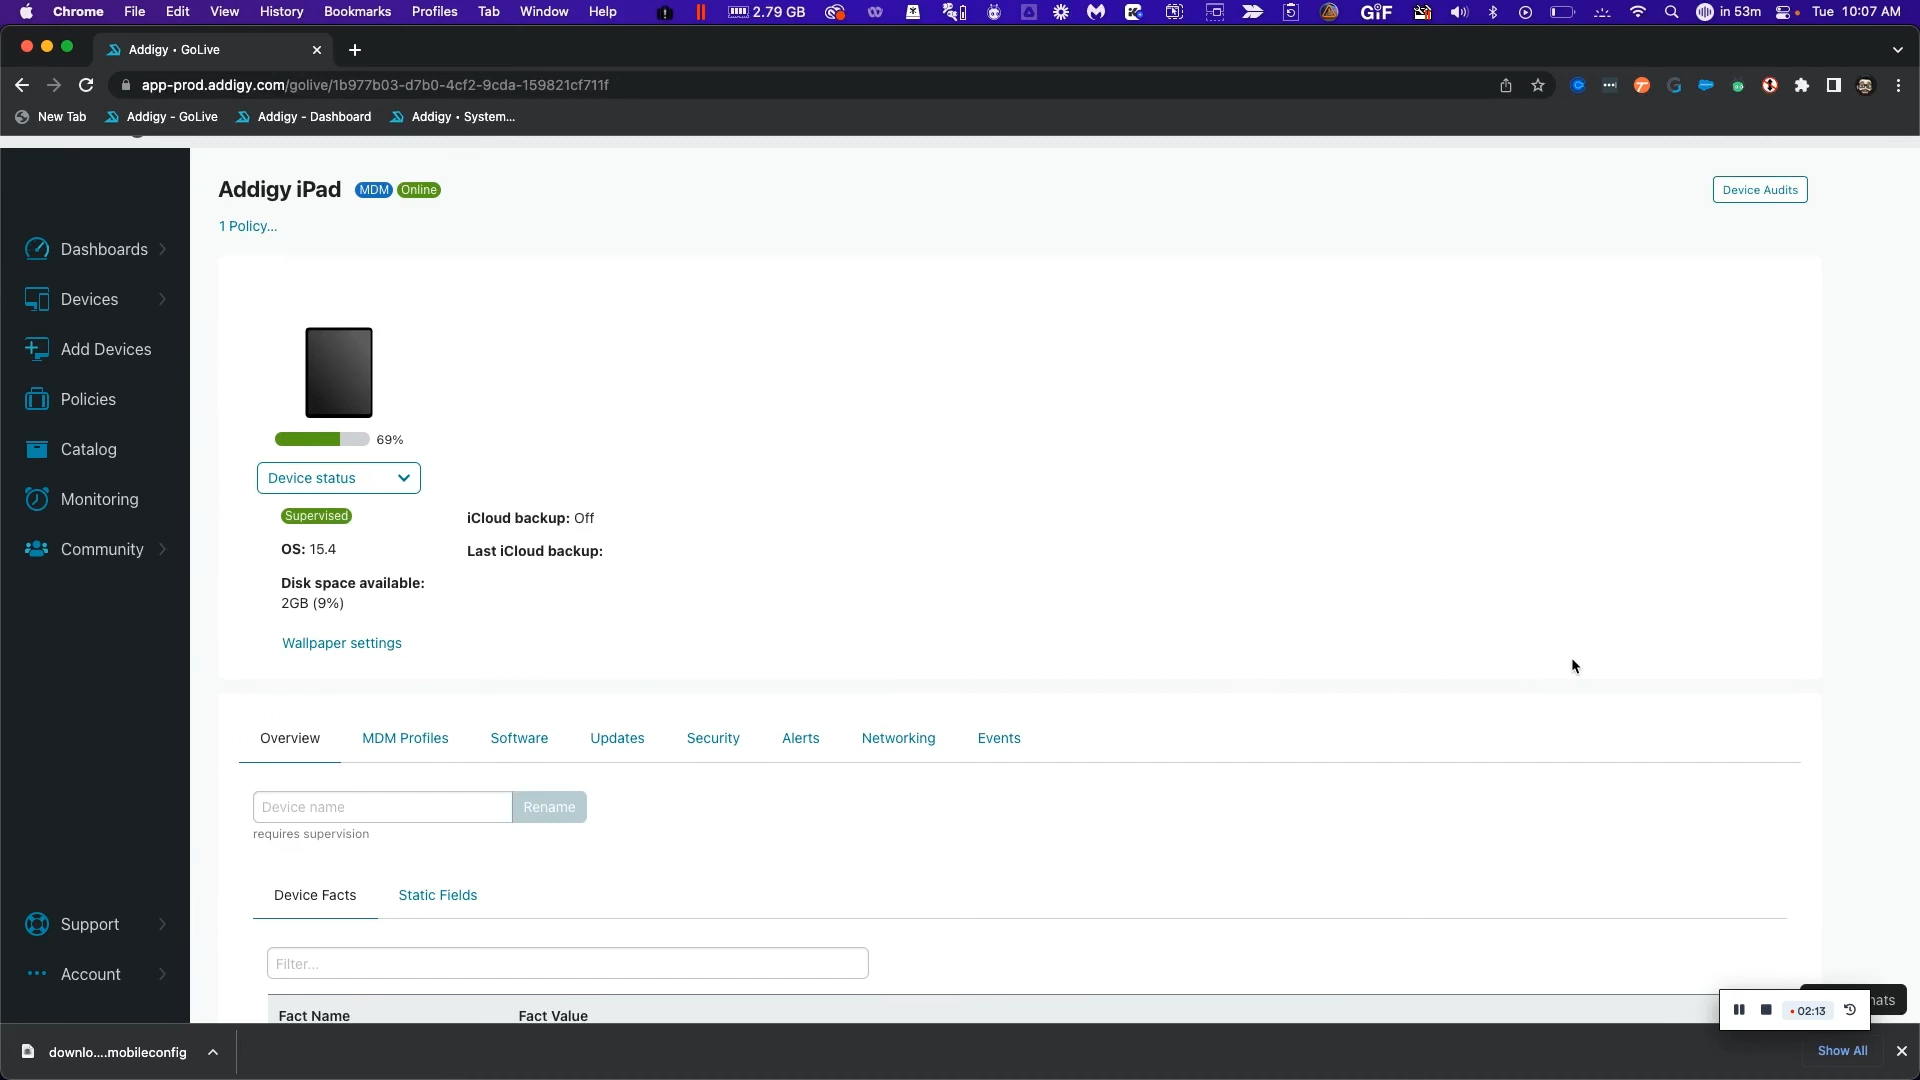 Chrome File Edit View History Bookmarks Profiles Tab Window Help 2.79 GB GIF in 53m Tue 10:07 AM
Addigy • GoLive
app-prod.addigy.com/golive/1b977b03-d7b0-4cf2-9cda-159821cf711f
New Tab Addigy - GoLive Addigy - Dashboard Addigy • System...
Addigy iPad MDM Online
Device Audits
1 Policy...
Dashboards
Devices
Add Devices
Policies
Catalog
Monitoring
Community
Support
Account
69%
Device status
Supervised
iCloud backup: Off
OS: 15.4
Last iCloud backup:
Disk space available:
2GB (9%)
Wallpaper settings
Overview MDM Profiles Software Updates Security Alerts Networking Events
Device name Rename
requires supervision
Device Facts Static Fields
Filter...
Fact Name Fact Value
hats
02:13
downlo....mobileconfig
Show All